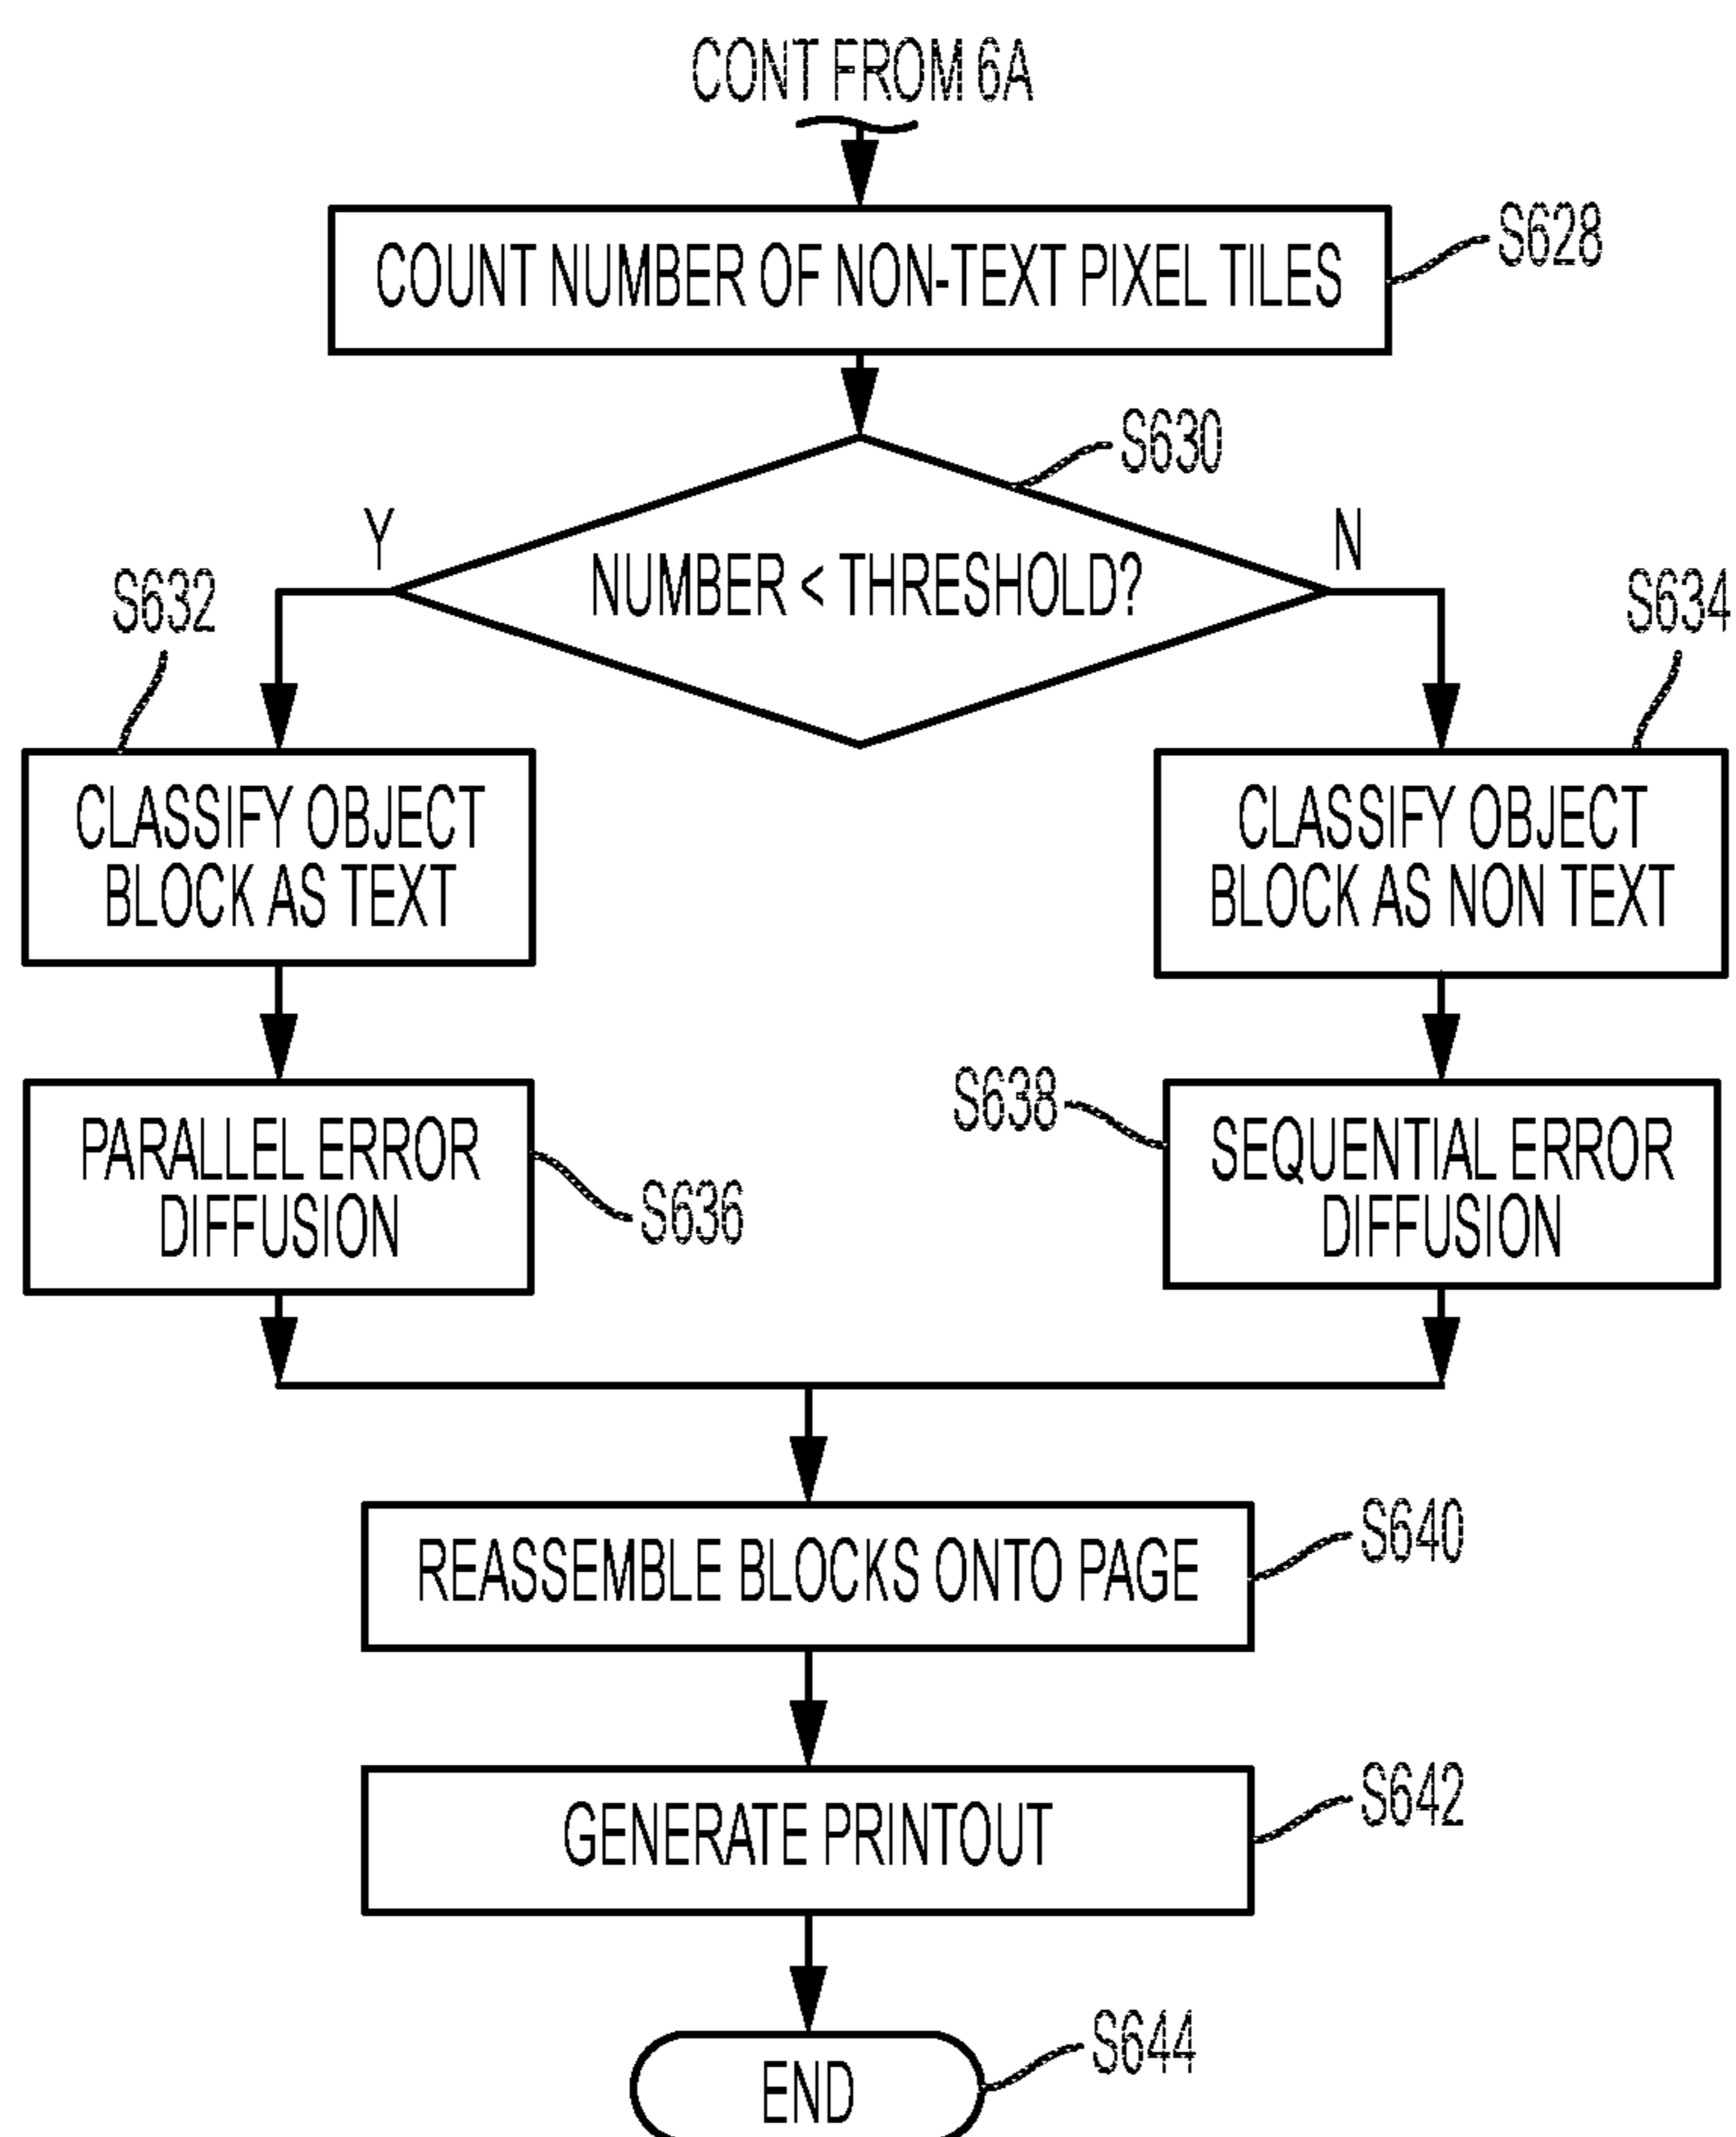 CONT FROM 6A
COUNT NUMBER OF NON-TEXT PIXEL TILES
S628
S630
NUMBER < THRESHOLD?
Y
N
S632
S634
CLASSIFY OBJECT
BLOCK AS TEXT
CLASSIFY OBJECT
BLOCK AS NON TEXT
PARALLEL ERROR
DIFFUSION
S636
S638
SEQUENTIAL ERROR
DIFFUSION
REASSEMBLE BLOCKS ONTO PAGE
S640
GENERATE PRINTOUT
S642
END
S644